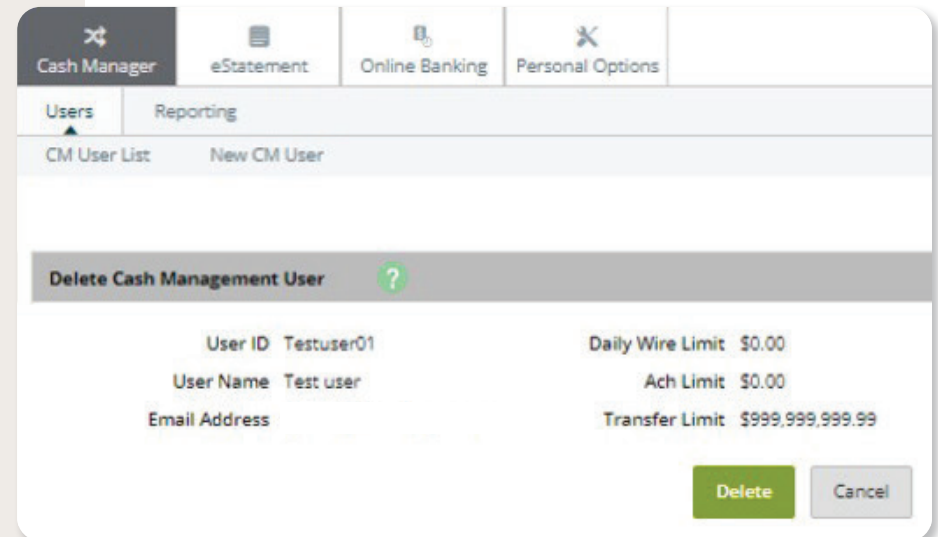 Cash Manager eStatement Online Banking Personal Options
Users Reporting
CM User List New CM User
Delete Cash Management User ?
User ID Testuser01 Daily Wire Limit $0.00
User Name Test user Ach Limit $0.00
Email Address Transfer Limit $999,999,999.99
Delete Cancel